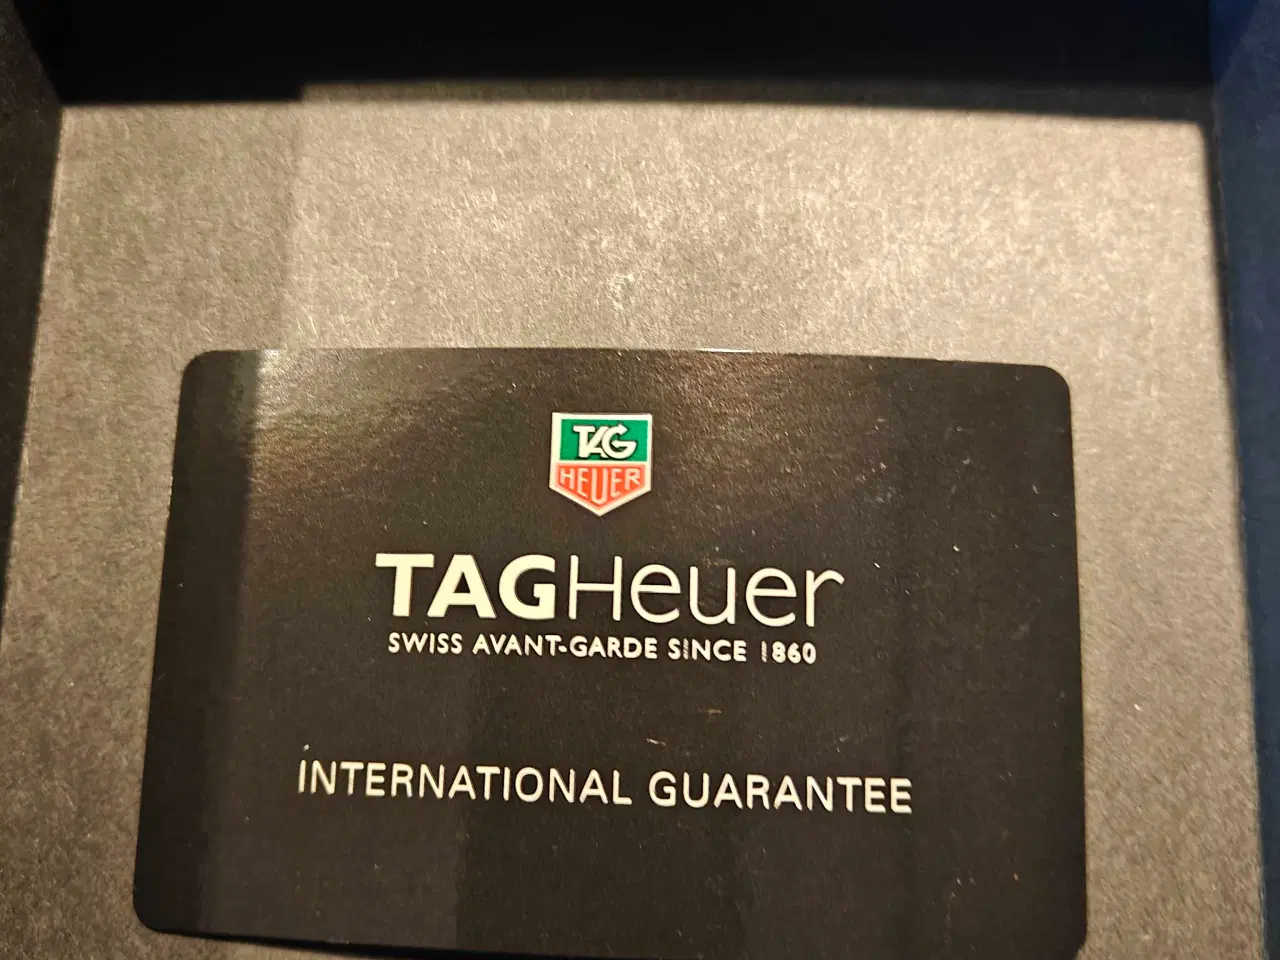 TAG
HEUER
TAGHeuer
SWISS AVANT-GARDE SINCE 1860
INTERNATIONAL GUARANTEE